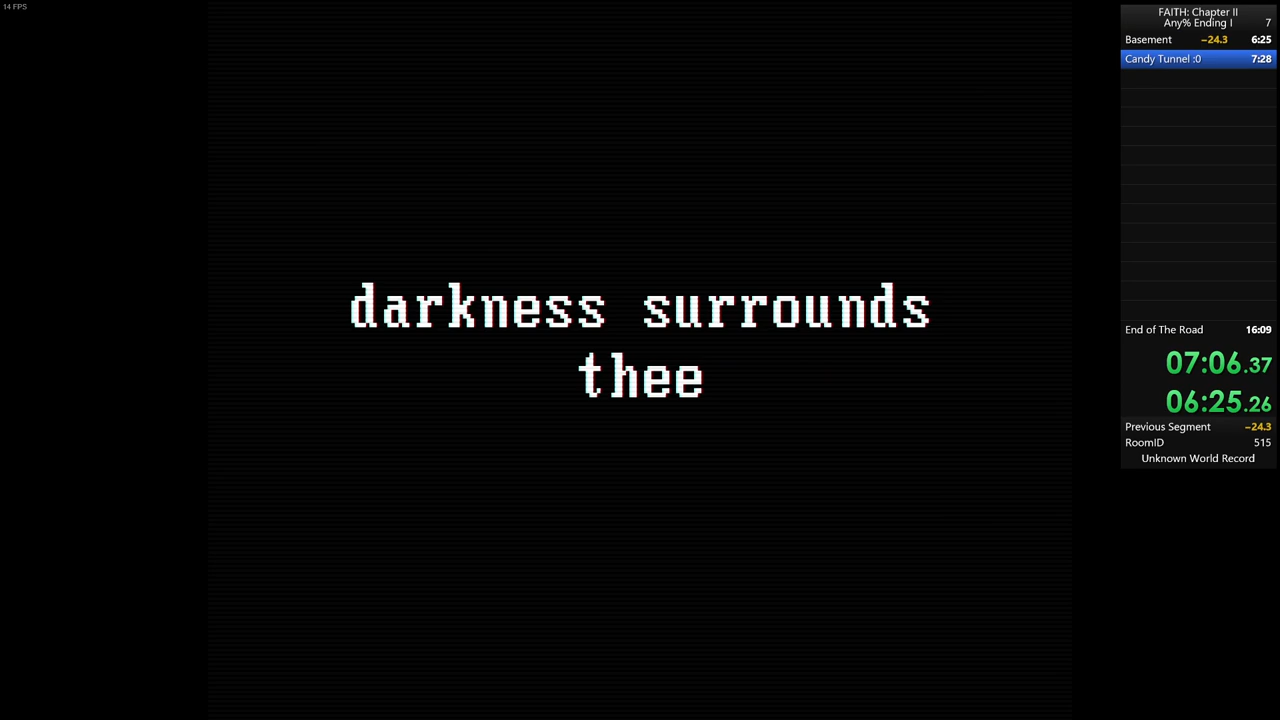 14 FPS
darkness surrounds
thee
FAITH: Chapter II
Any% Ending I 7
Basement -24.3 6:25
Candy Tunnel :0 7:28
End of The Road 16:09
07:06.37
06:25.26
Previous Segment -24.3
RoomID 515
Unknown World Record